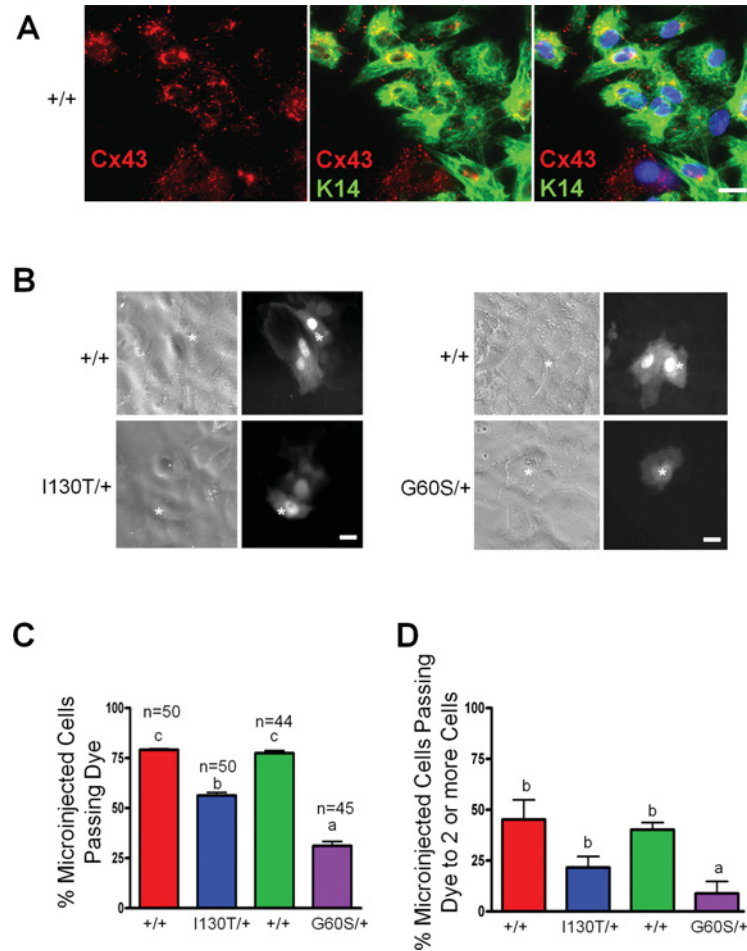 A
+/+
Cx43
Cx43
K14
Cx43
K14
B
+/+
*
*
I130T/+
*
*
+/+
*
*
G60S/+
*
*
C
% Microinjected Cells
Passing Dye
100
75
50
25
0
n=50
c
n=50
b
n=44
c
n=45
a
+/+
I130T/+
+/+
G60S/+
D
% Microinjected Cells Passing
Dye to 2 or more Cells
100
75
50
25
0
b
b
b
a
+/+
I130T/+
+/+
G60S/+